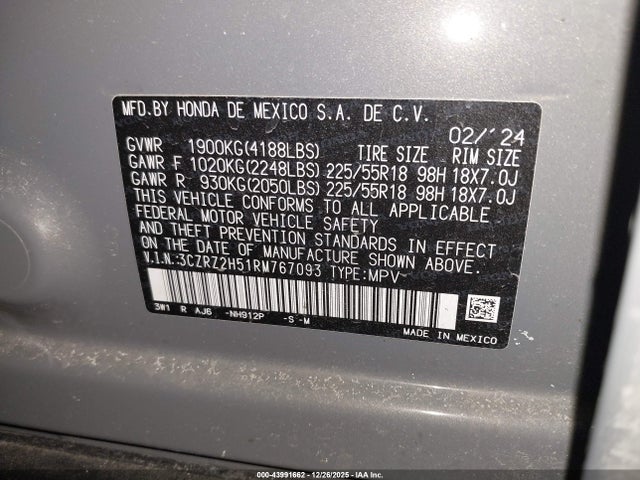 MFD.BY HONDA DE MEXICO S.A. DE C.V.
02/'24
GVWR 1900KG(4188LBS) TIRE SIZE RIM SIZE
GAWR F 1020KG(2248LBS) 225/55R18 98H 18X7.0J
GAWR R 930KG(2050LBS) 225/55R18 98H 18X7.0J
THIS VEHICLE CONFORMS TO ALL APPLICABLE
FEDERAL MOTOR VEHICLE SAFETY
AND THEFT PREVENTION STANDARDS IN EFFECT
ON THE DATE OF MANUFACTURE SHOWN ABOVE.
V.I.N.:3CZRZ2H51RM767093 TYPE:MPV
3W1 R AJ6 -NH912P -S -M
MADE IN MEXICO
000-43991662 - 12/26/2025 - Copyright IAA, Inc.